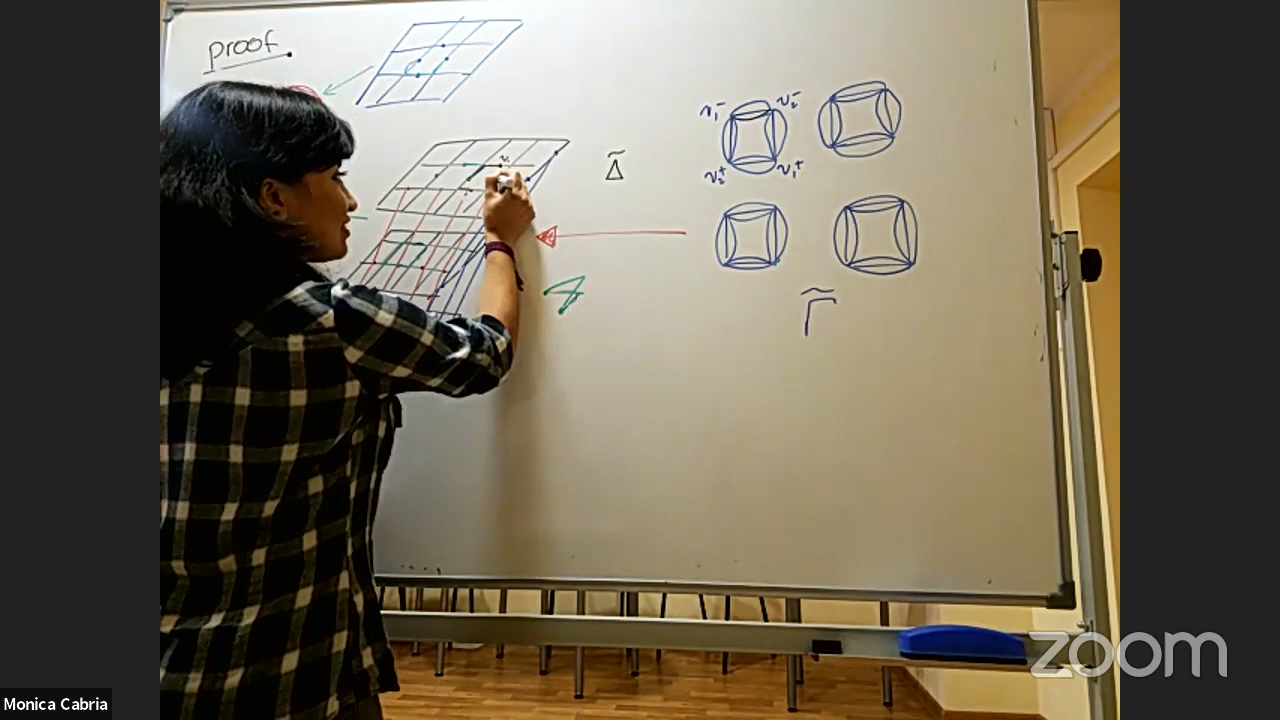 proof.
v₁⁻ v₂⁻
v₂⁺ v₁⁺
Δ̃
Γ̃
zoom
Monica Cabria